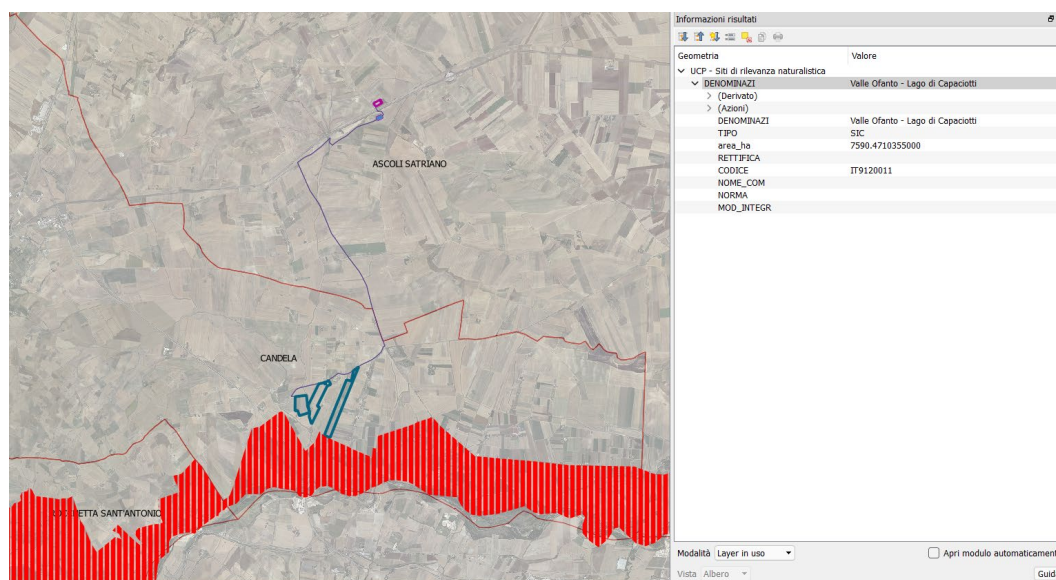 Informazioni risultati
Geometria Valore
UCP - Siti di rilevanza naturalistica
DENOMINAZI Valle Ofanto - Lago di Capaciotti
(Derivato)
(Azioni)
DENOMINAZI Valle Ofanto - Lago di Capaciotti
TIPO SIC
area_ha 7590.4710355000
RETTIFICA
CODICE IT9120011
NOME_COM
NORMA
MOD_INTEGR
ASCOLI SATRIANO
CANDELA
ETTA SANT'ANTONIO
Modalità Layer in uso Apri modulo automaticament
Vista Albero Guid